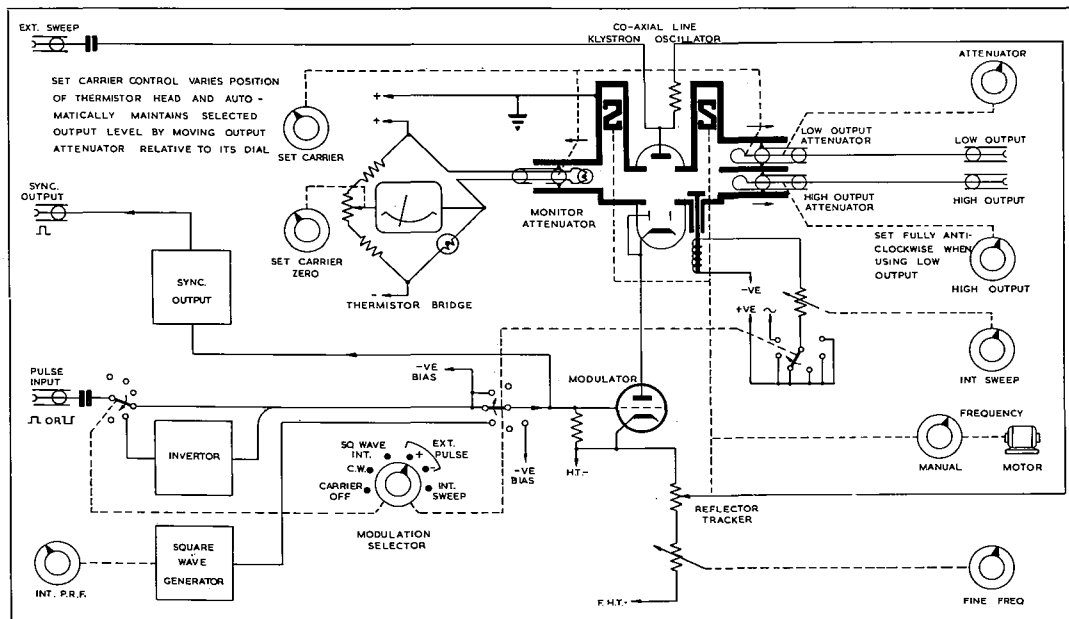 EXT. SWEEP
CO-AXIAL LINE
KLYSTRON OSCILLATOR
ATTENUATOR
SET CARRIER CONTROL VARIES POSITION
OF THERMISTOR HEAD AND AUTO -
MATICALLY MAINTAINS SELECTED
OUTPUT LEVEL BY MOVING OUTPUT
ATTENUATOR RELATIVE TO ITS DIAL
+
+
SET CARRIER
LOW OUTPUT
ATTENUATOR
LOW OUTPUT
HIGH OUTPUT
ATTENUATOR
HIGH OUTPUT
SYNC.
OUTPUT
MONITOR
ATTENUATOR
SET CARRIER
ZERO
-
THERMISTOR BRIDGE
SET FULLY ANTI-
CLOCKWISE WHEN
USING LOW
OUTPUT
HIGH OUTPUT
SYNC.
OUTPUT
-VE
+VE
INT SWEEP
PULSE
INPUT
OR
-VE
BIAS
MODULATOR
INVERTOR
SQ WAVE
INT.
+
EXT.
PULSE
-
C.W.
CARRIER
OFF
INT.
SWEEP
-VE
BIAS
H.T.-
FREQUENCY
MANUAL
MOTOR
MODULATION
SELECTOR
REFLECTOR
TRACKER
SQUARE
WAVE
GENERATOR
INT. P.R.F.
E.H.T.-
FINE FREQ